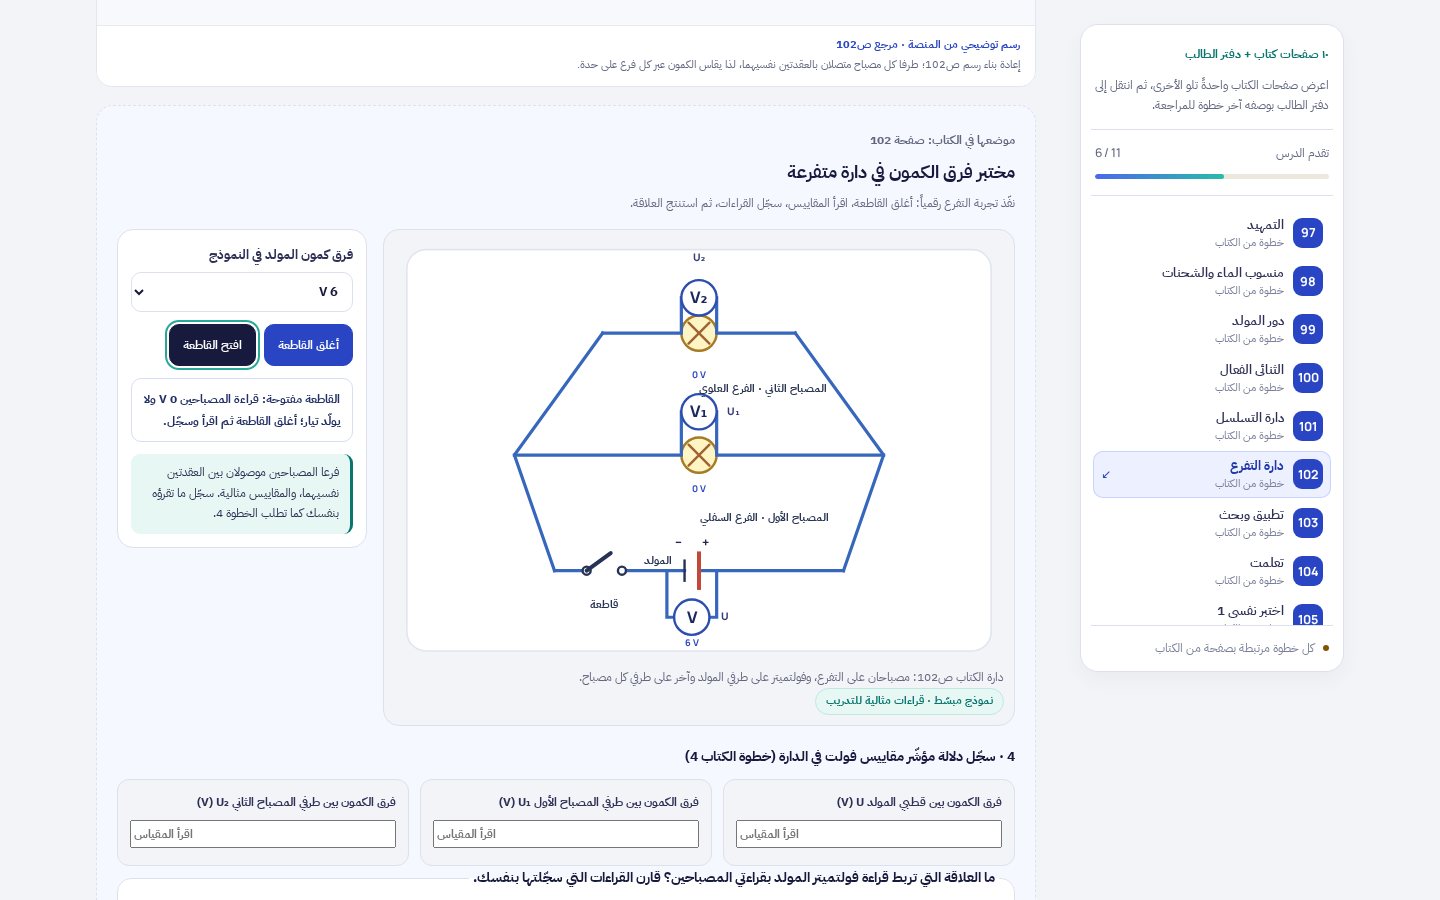 رسم توضيحي من المنصة · مرجع ص102
إعادة بناء رسم ص102؛ طرفا كل مصباح متصلان بالعقدتين نفسيهما، لذا يقاس الكمون عبر كل فرع على حدة.
موضعها في الكتاب: صفحة 102
مختبر فرق الكمون في دارة متفرعة
نفّذ تجربة التفرع رقمياً: أغلق القاطعة، اقرأ المقاييس، سجّل القراءات، ثم استنتج العلاقة.
U₂
V₂
0 V
المصباح الثاني · الفرع العلوي
V₁
U₁
0 V
المصباح الأول · الفرع السفلي
− +
المولد
قاطعة
V
U
6 V
دارة الكتاب ص102: مصباحان على التفرع، وفولتميتر على طرفي المولد وآخر على طرفي كل مصباح.
نموذج مبسّط · قراءات مثالية للتدريب
فرق كمون المولد في النموذج
6 V
أغلق القاطعة
افتح القاطعة
القاطعة مفتوحة: قراءة المصباحين 0 V ولا
يولّد تيار؛ أغلق القاطعة ثم اقرأ وسجّل.
فرعا المصباحين موصولان بين العقدتين
نفسيهما، والمقاييس مثالية. سجّل ما تقرؤه
بنفسك كما تطلب الخطوة 4.
4 · سجّل دلالة مؤشّر مقاييس فولت في الدارة (خطوة الكتاب 4)
فرق الكمون بين قطبي المولد U (V)
اقرأ المقياس
فرق الكمون بين طرفي المصباح الأول U₁ (V)
اقرأ المقياس
فرق الكمون بين طرفي المصباح الثاني U₂ (V)
اقرأ المقياس
ما العلاقة التي تربط قراءة فولتميتر المولد بقراءتي المصباحين؟ قارن القراءات التي سجّلتها بنفسك.
١٠ صفحات كتاب + دفتر الطالب
اعرض صفحات الكتاب واحدةً تلو الأخرى، ثم انتقل إلى
دفتر الطالب بوصفه آخر خطوة للمراجعة.
تقدم الدرس
6 / 11
97
التمهيد
خطوة من الكتاب
98
منسوب الماء والشحنات
خطوة من الكتاب
99
دور المولد
خطوة من الكتاب
100
الثنائي الفعال
خطوة من الكتاب
101
دارة التسلسل
خطوة من الكتاب
102
دارة التفرع
خطوة من الكتاب
↙
103
تطبيق وبحث
خطوة من الكتاب
104
تعلمت
خطوة من الكتاب
105
اختبر نفسي 1
كل خطوة مرتبطة بصفحة من الكتاب